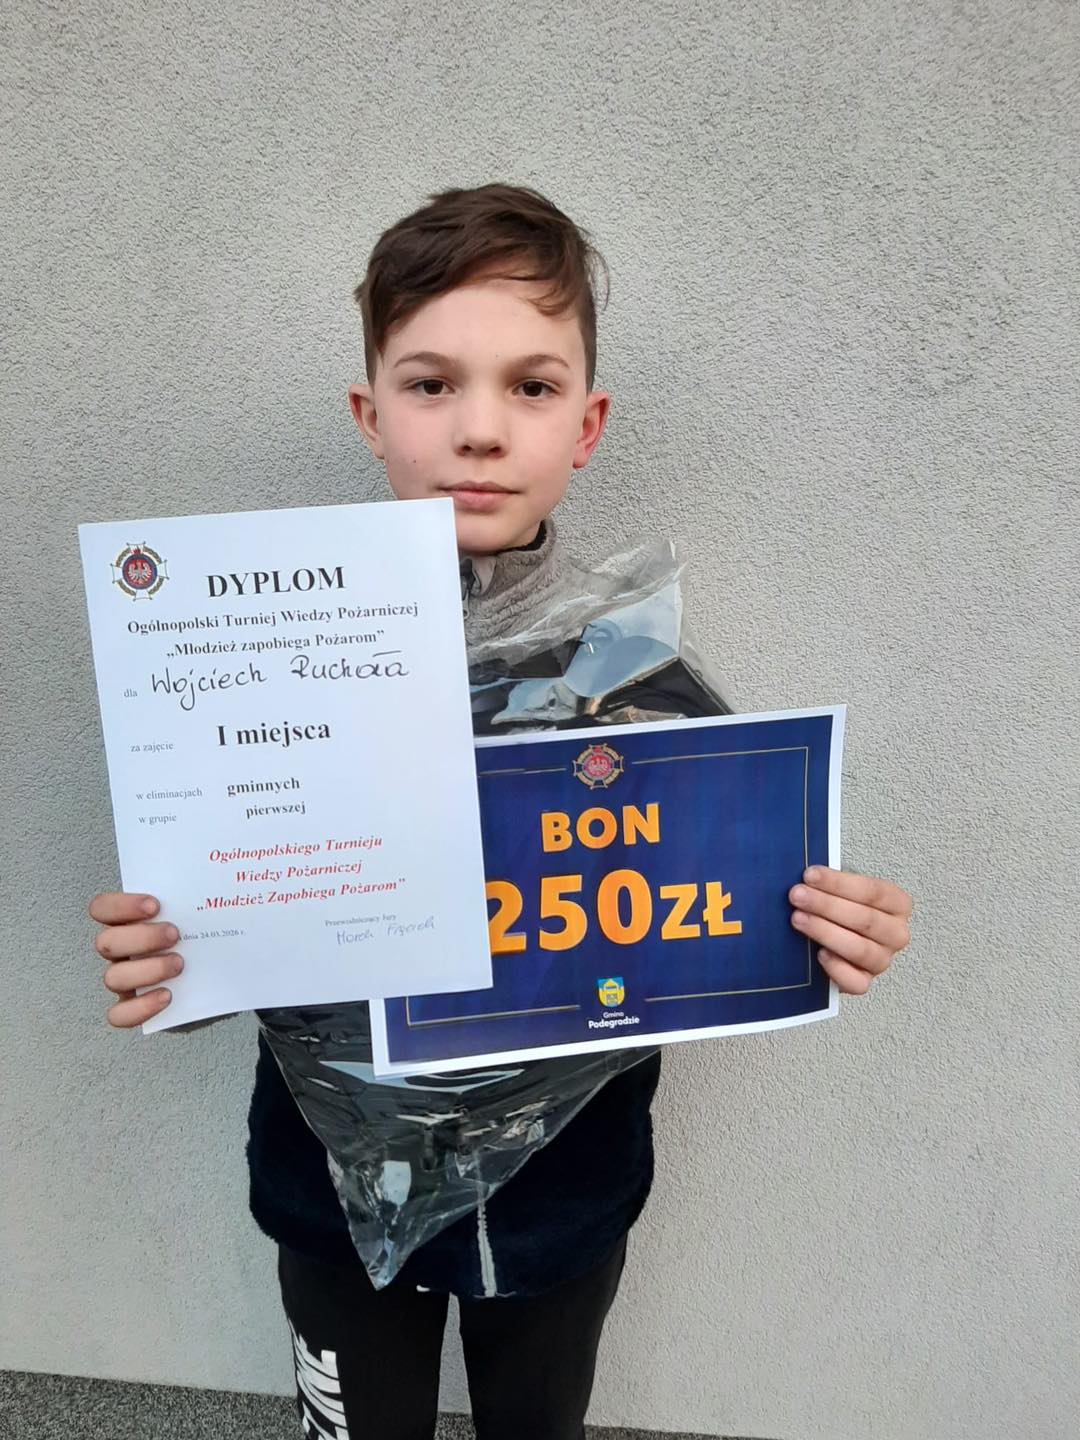 DYPLOM
Ogólnopolski Turniej Wiedzy Pożarniczej
„Młodzież zapobiega Pożarom”
dla Wojciech Puchała
za zajęcie I miejsca
w eliminacjach gminnych
w grupie pierwszej
Ogólnopolskiego Turnieju
Wiedzy Pożarniczej
„Młodzież Zapobiega Pożarom”
dnia 24.03.2026 r.
Przewodniczący Jury
BON
250ZŁ
Gmina
Podegrodzie